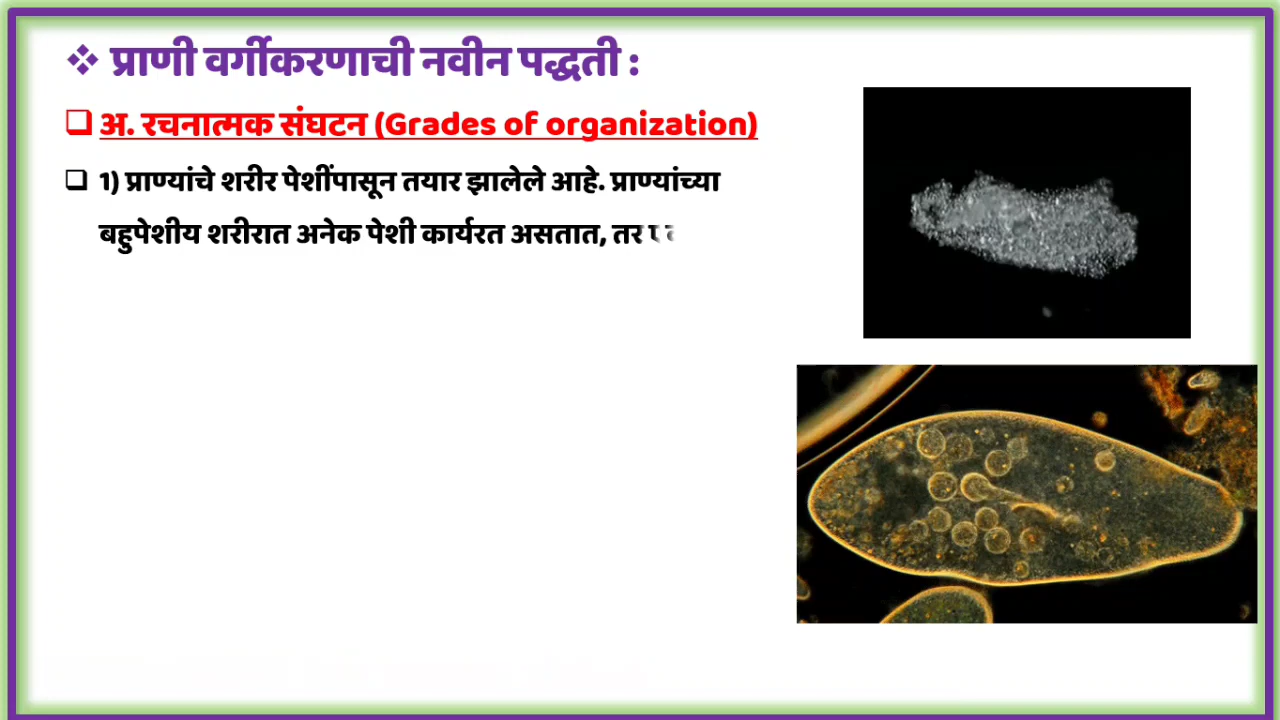 ❖ प्राणी वर्गीकरणाची नवीन पद्धती :
❑ अ. रचनात्मक संघटन (Grades of organization)
❑ 1) प्राण्यांचे शरीर पेशींपासून तयार झालेले आहे. प्राण्यांच्या
बहुपेशीय शरीरात अनेक पेशी कार्यरत असतात, तर